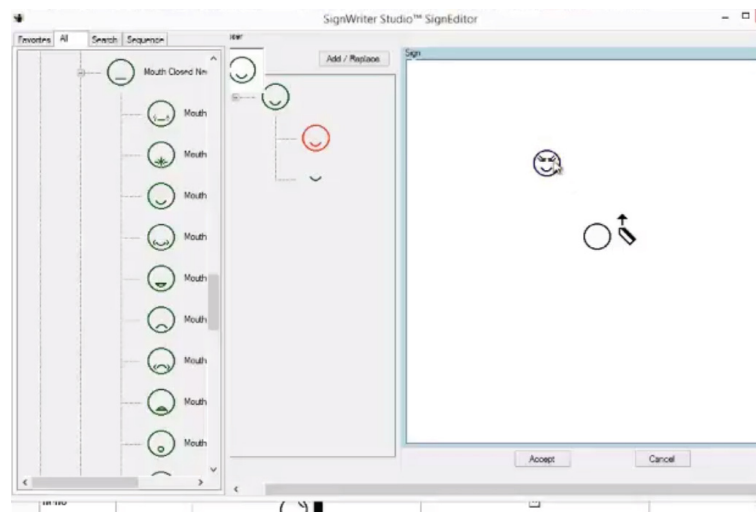 SignWriter Studio™ SignEditor
Favorites All Search Sequence
Add / Replace
Sign
Mouth Closed Ne
Mouth
Mouth
Mouth
Mouth
Mouth
Mouth
Mouth
Mouth
Mouth
Accept Cancel